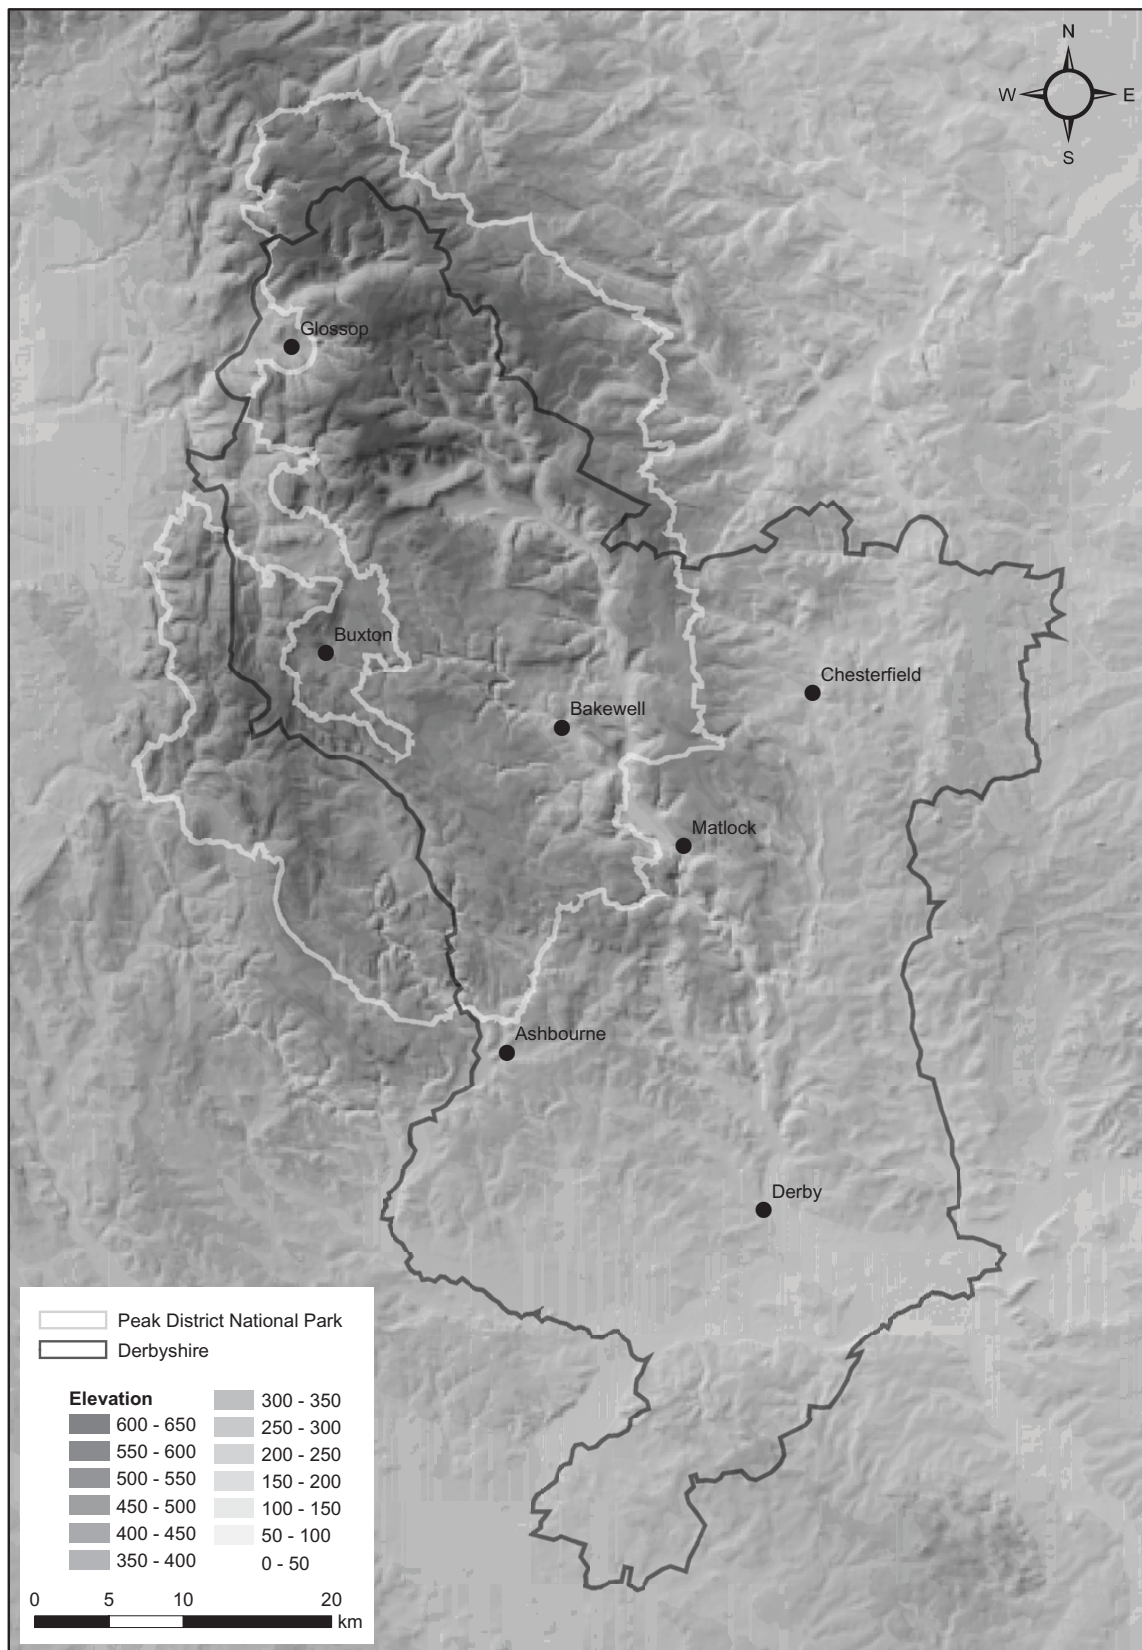 N
W E
S
Glossop
Buxton
Chesterfield
Bakewell
Matlock
Ashbourne
Derby
Peak District National Park
Derbyshire
Elevation
600 - 650
550 - 600
500 - 550
450 - 500
400 - 450
350 - 400
300 - 350
250 - 300
200 - 250
150 - 200
100 - 150
50 - 100
0 - 50
0 5 10 20
km